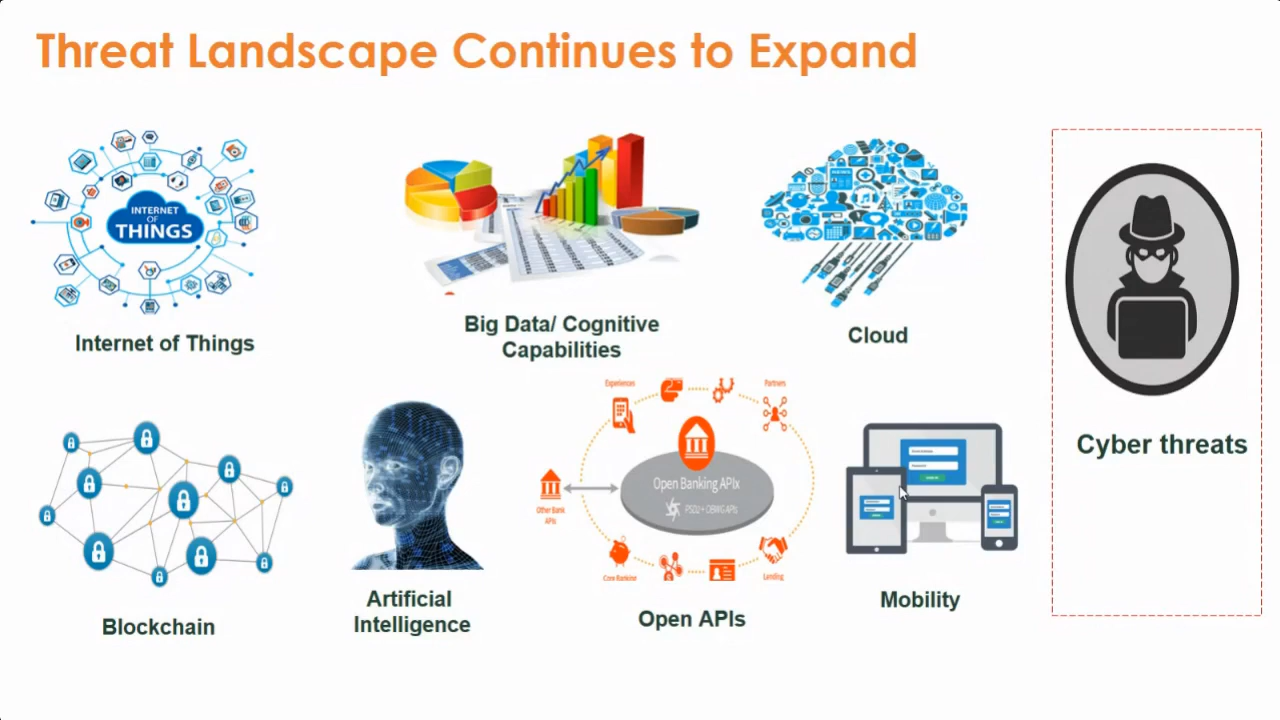 Threat Landscape Continues to Expand
INTERNET
OF
THINGS
Internet of Things
Big Data/ Cognitive
Capabilities
NEWS
Cloud
Cyber threats
Blockchain
Artificial
Intelligence
Experiences
Partners
Open Banking APIx
Other Bank
APIs
Core Banking
Lending
Open APIs
Mobility